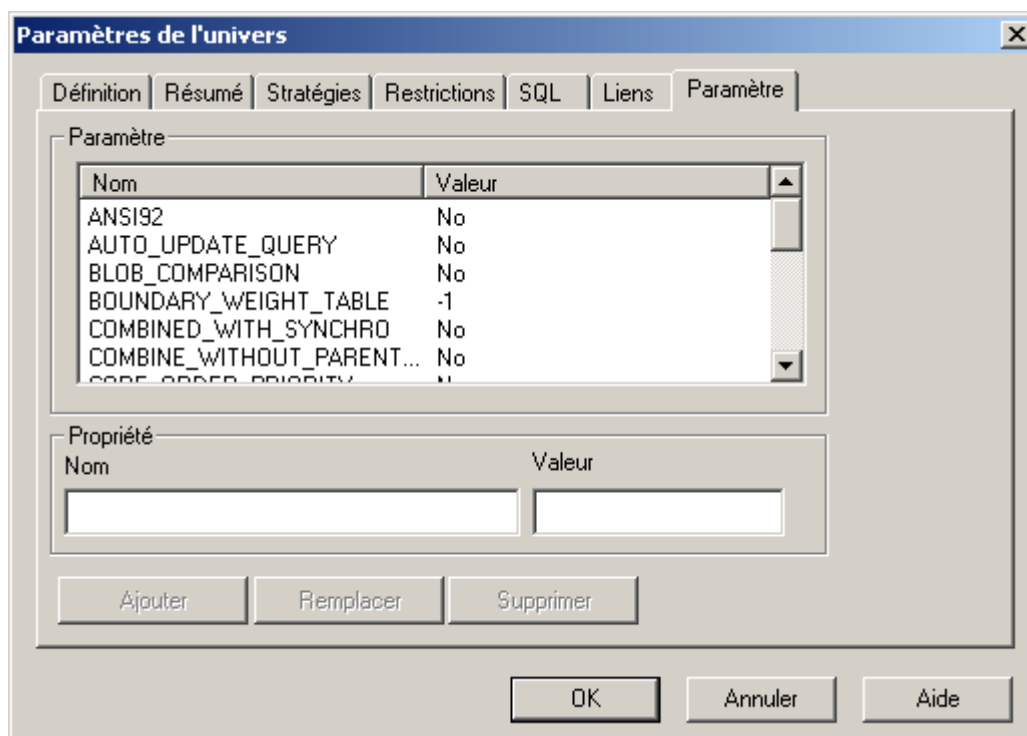 Paramètres de l'univers
Définition Résumé Stratégies Restrictions SQL Liens Paramètre
Paramètre
Nom Valeur
ANSI92 No
AUTO_UPDATE_QUERY No
BLOB_COMPARISON No
BOUNDARY_WEIGHT_TABLE -1
COMBINED_WITH_SYNCHRO No
COMBINE_WITHOUT_PARENT... No
Propriété
Nom Valeur
Ajouter Remplacer Supprimer
OK Annuler Aide